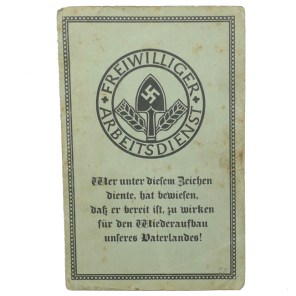 FREIWILLIGER
ARBEITSDIENST
Wer unter diesem Zeichen
diente, hat bewiesen,
daß er bereit ist, zu wirken
für den Wiederaufbau
unseres Vaterlandes!